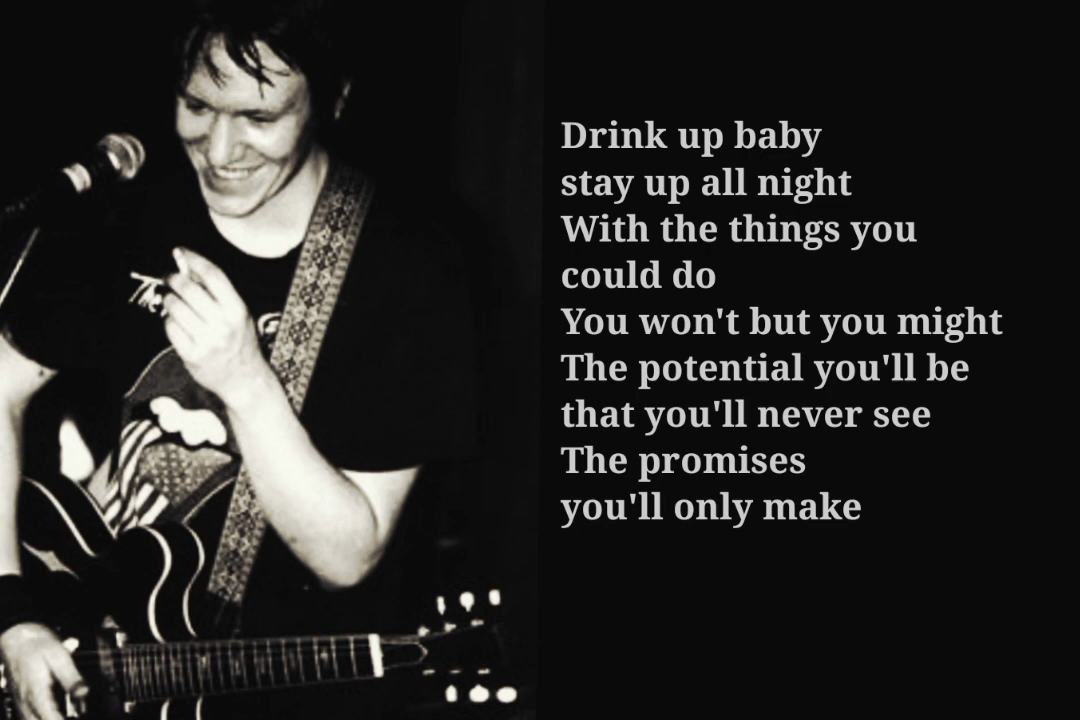 Drink up baby
stay up all night
With the things you
could do
You won't but you might
The potential you'll be
that you'll never see
The promises
you'll only make